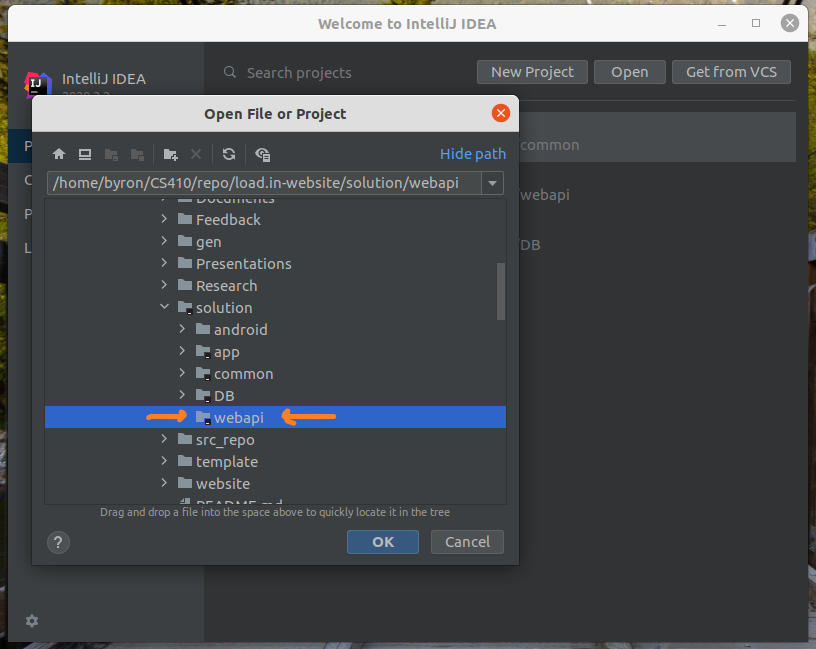 Welcome to IntelliJ IDEA
IntelliJ IDEA
Search projects
New Project
Open
Get from VCS
Open File or Project
Hide path
/home/byron/CS410/repo/load.in-website/solution/webapi
Documents
Feedback
gen
Presentations
Research
solution
android
app
common
DB
webapi
src_repo
template
website
README.md
Drag and drop a file into the space above to quickly locate it in the tree
?
OK
Cancel
common
/webapi
/DB